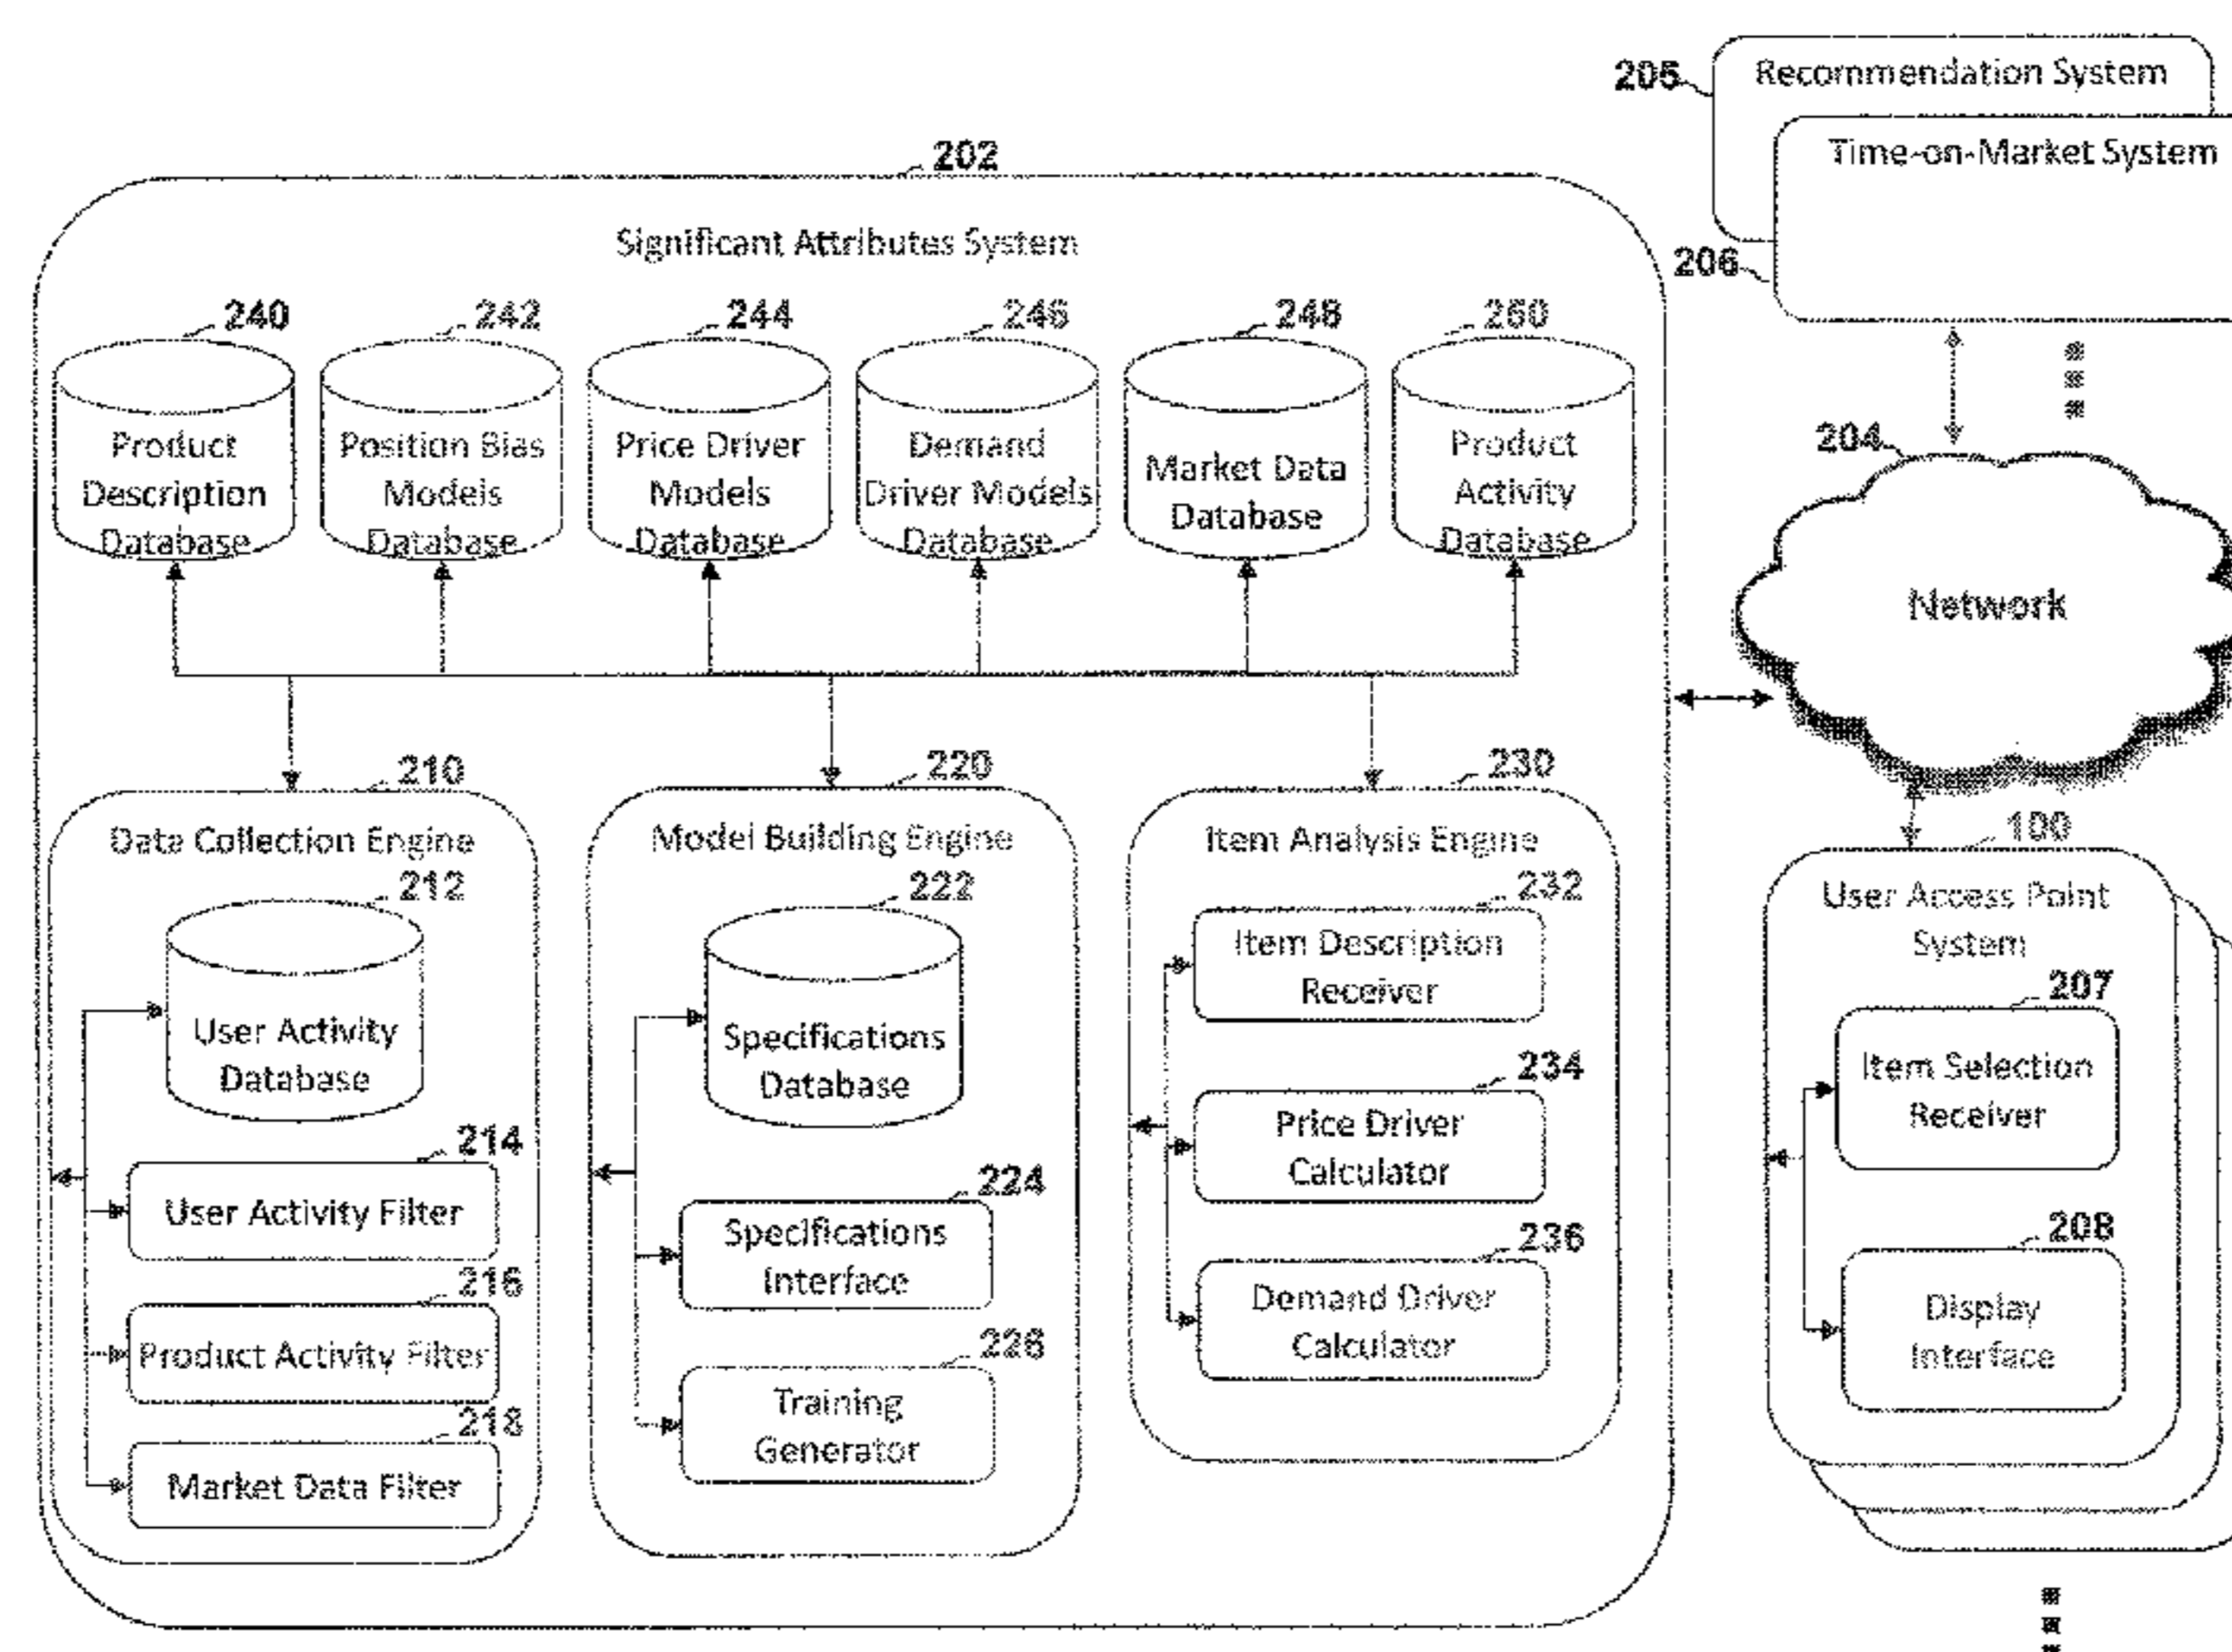 205
Recommendation System
Time-on-Market System
206
202
Significant Attributes System
240
242
244
246
248
250
Product
Description
Database
Position Bias
Models
Database
Price Driver
Models
Database
Demand
Driver Models
Database
Market Data
Database
Product
Activity
Database
204
Network
210
Data Collection Engine
212
User Activity
Database
214
User Activity Filter
216
Product Activity Filter
218
Market Data Filter
220
Model Building Engine
222
Specifications
Database
224
Specifications
Interface
226
Training
Generator
230
Item Analysis Engine
232
Item Description
Receiver
234
Price Driver
Calculator
236
Demand Driver
Calculator
100
User Access Point
System
207
Item Selection
Receiver
208
Display
Interface